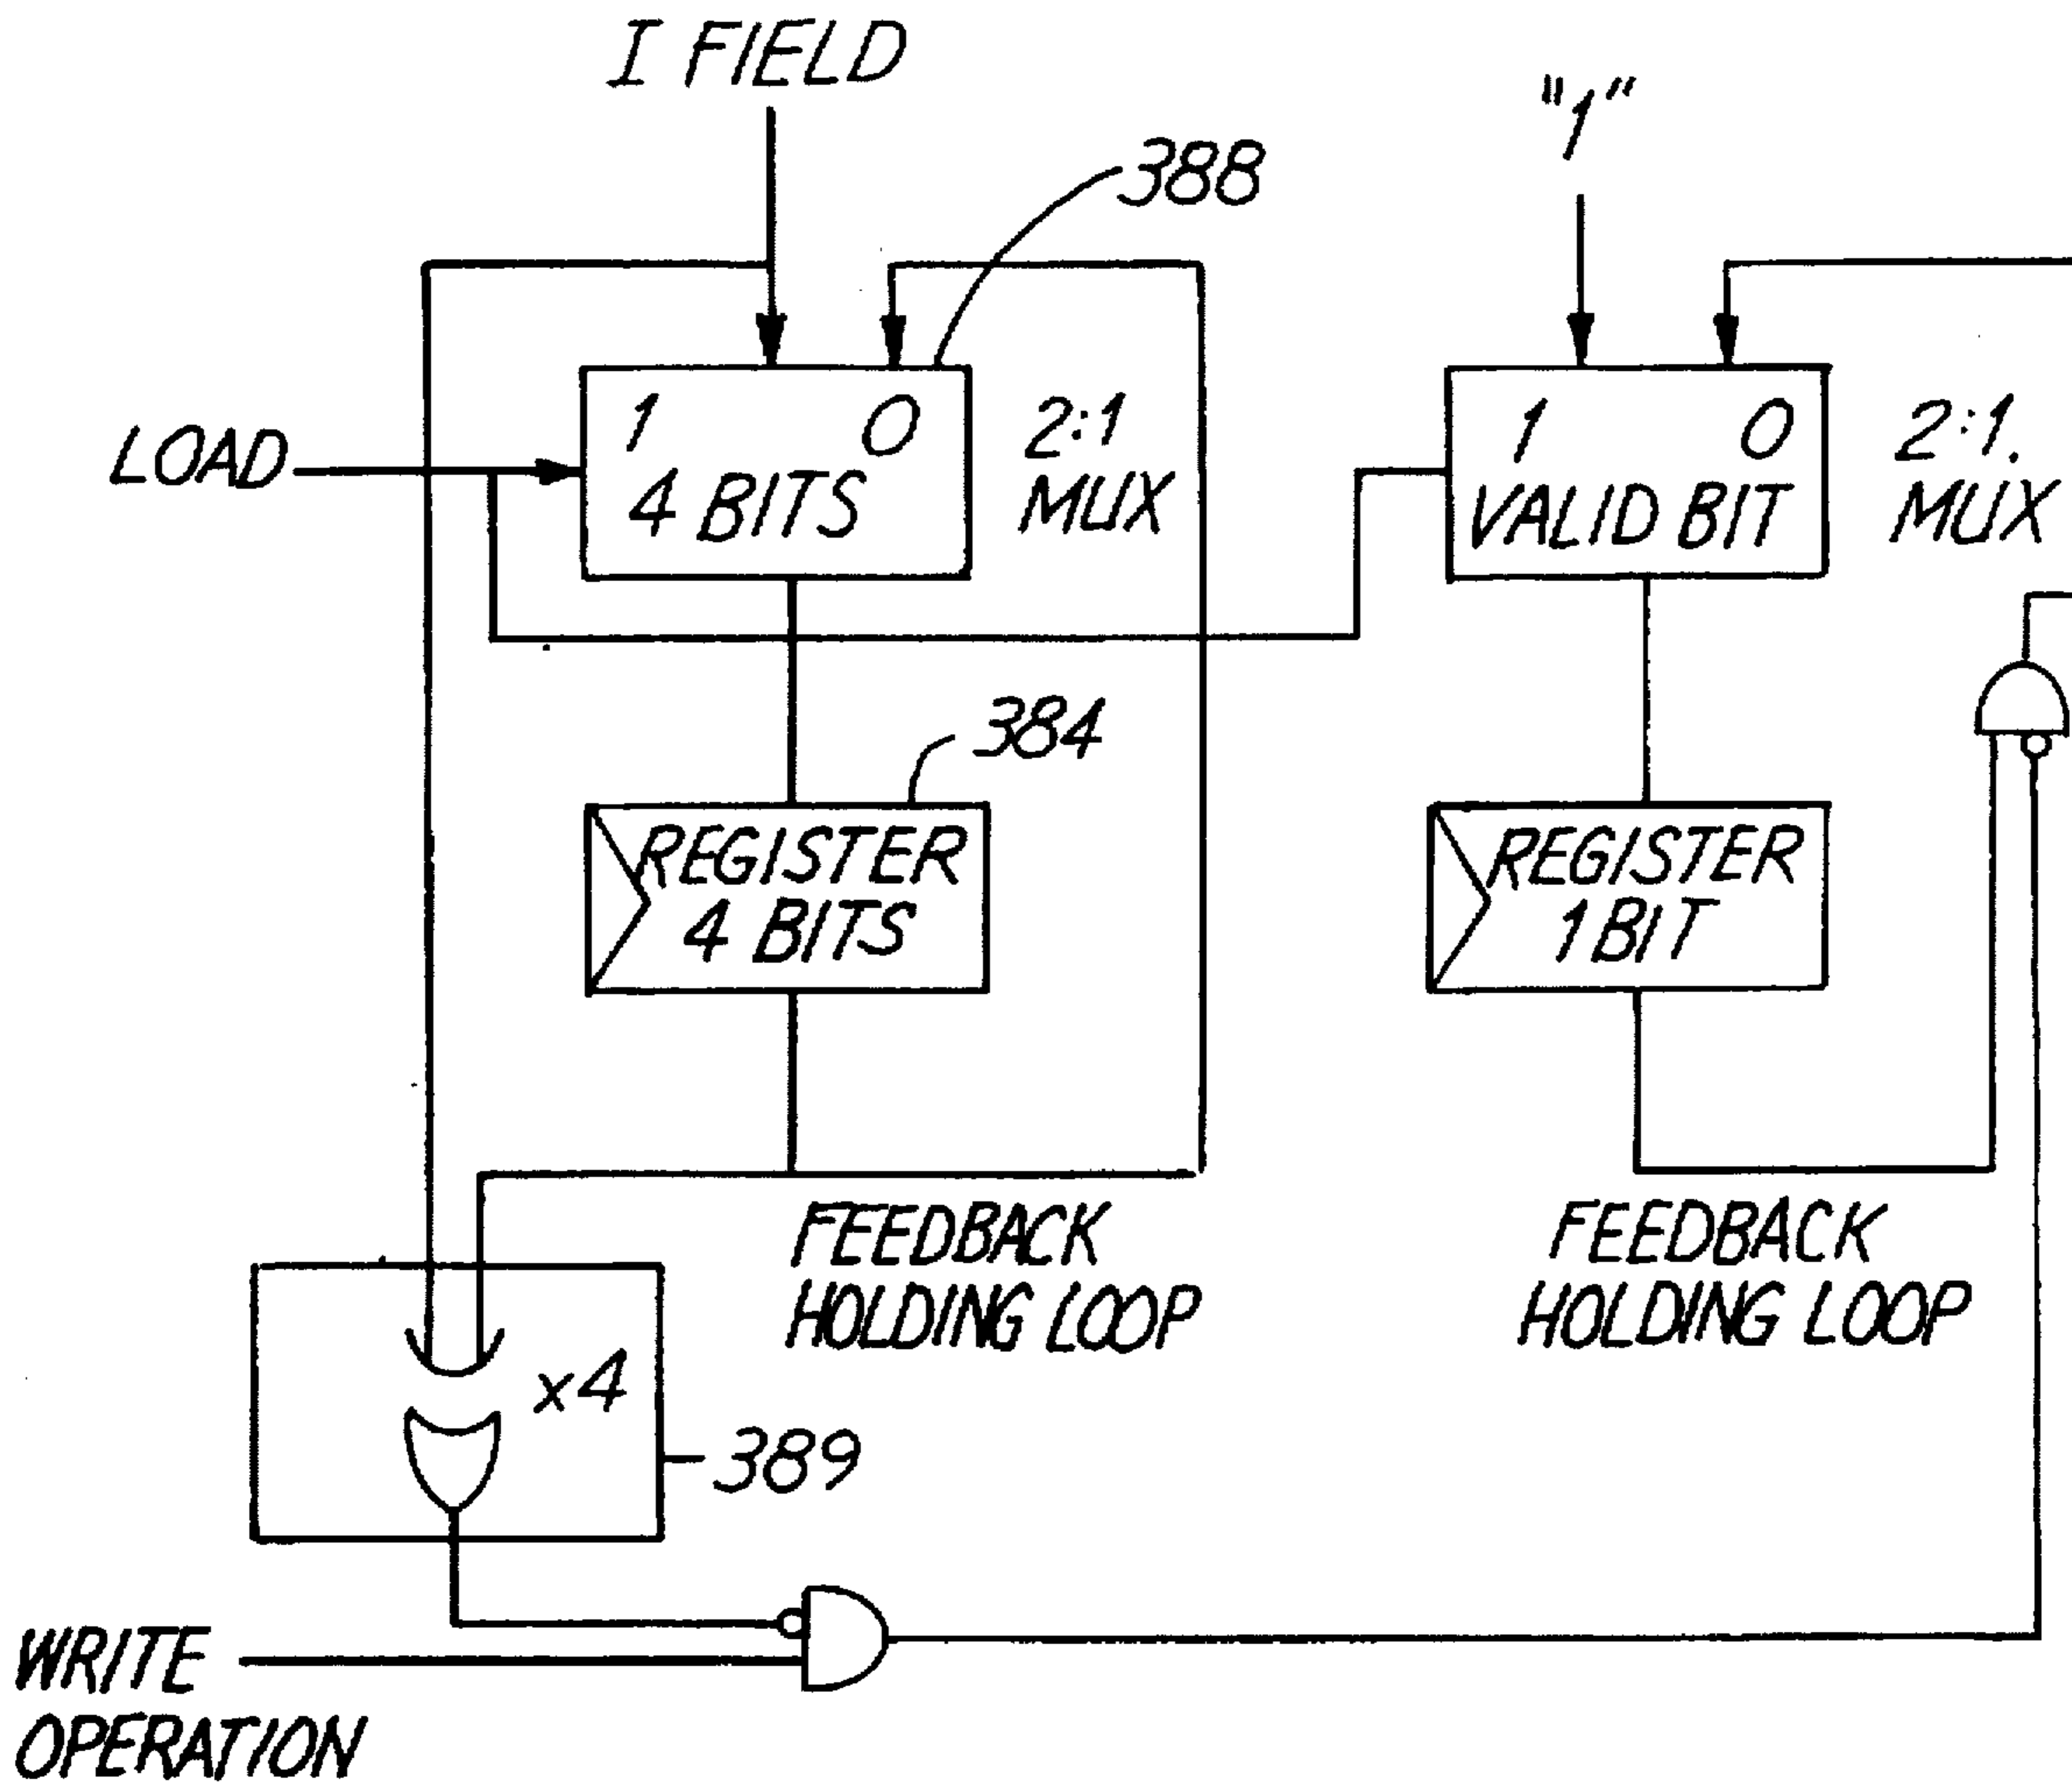 I FIELD
"1"
388
LOAD
1 0
4 BITS
2:1
MUX
1 0
VALID BIT
2:1.
MUX
384
REGISTER
4 BITS
REGISTER
1 BIT
FEEDBACK
HOLDING LOOP
FEEDBACK
HOLDING LOOP
x4
389
WRITE
OPERATION